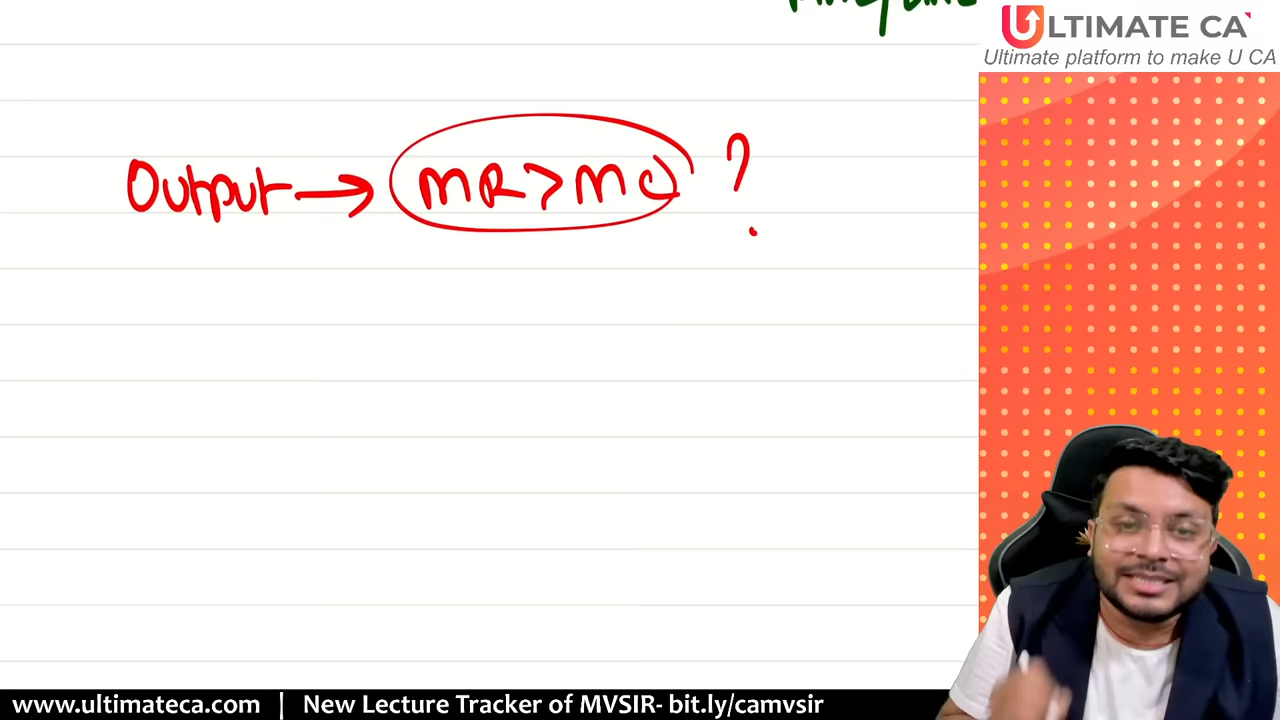 ULTIMATE CA
Ultimate platform to make U CA
Output → MR>MC ?
www.ultimateca.com | New Lecture Tracker of MVSIR- bit.ly/camvsir